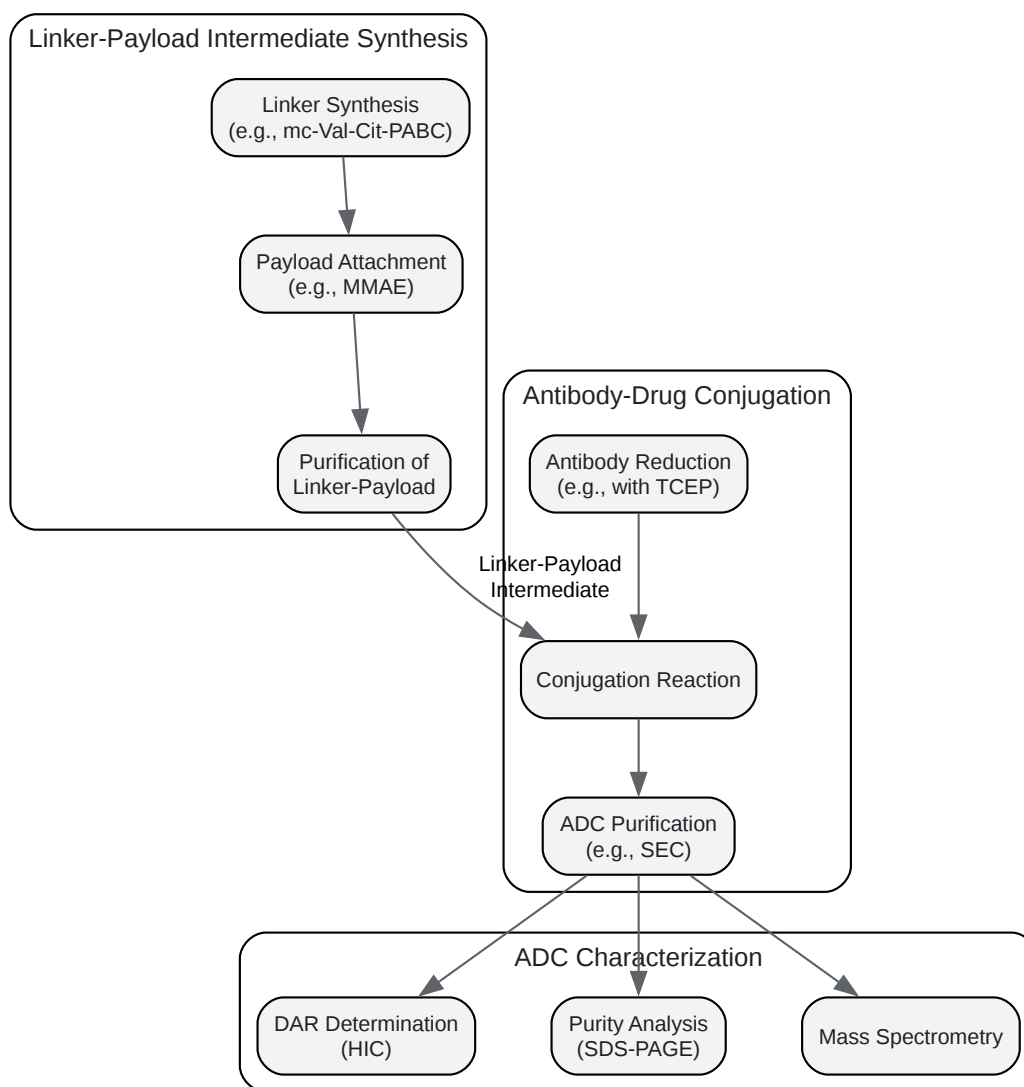 Linker-Payload Intermediate Synthesis
Linker Synthesis
(e.g., mc-Val-Cit-PABC)
Payload Attachment
(e.g., MMAE)
Purification of
Linker-Payload
Antibody-Drug Conjugation
Antibody Reduction
(e.g., with TCEP)
Linker-Payload
Intermediate
Conjugation Reaction
ADC Purification
(e.g., SEC)
ADC Characterization
DAR Determination
(HIC)
Purity Analysis
(SDS-PAGE)
Mass Spectrometry